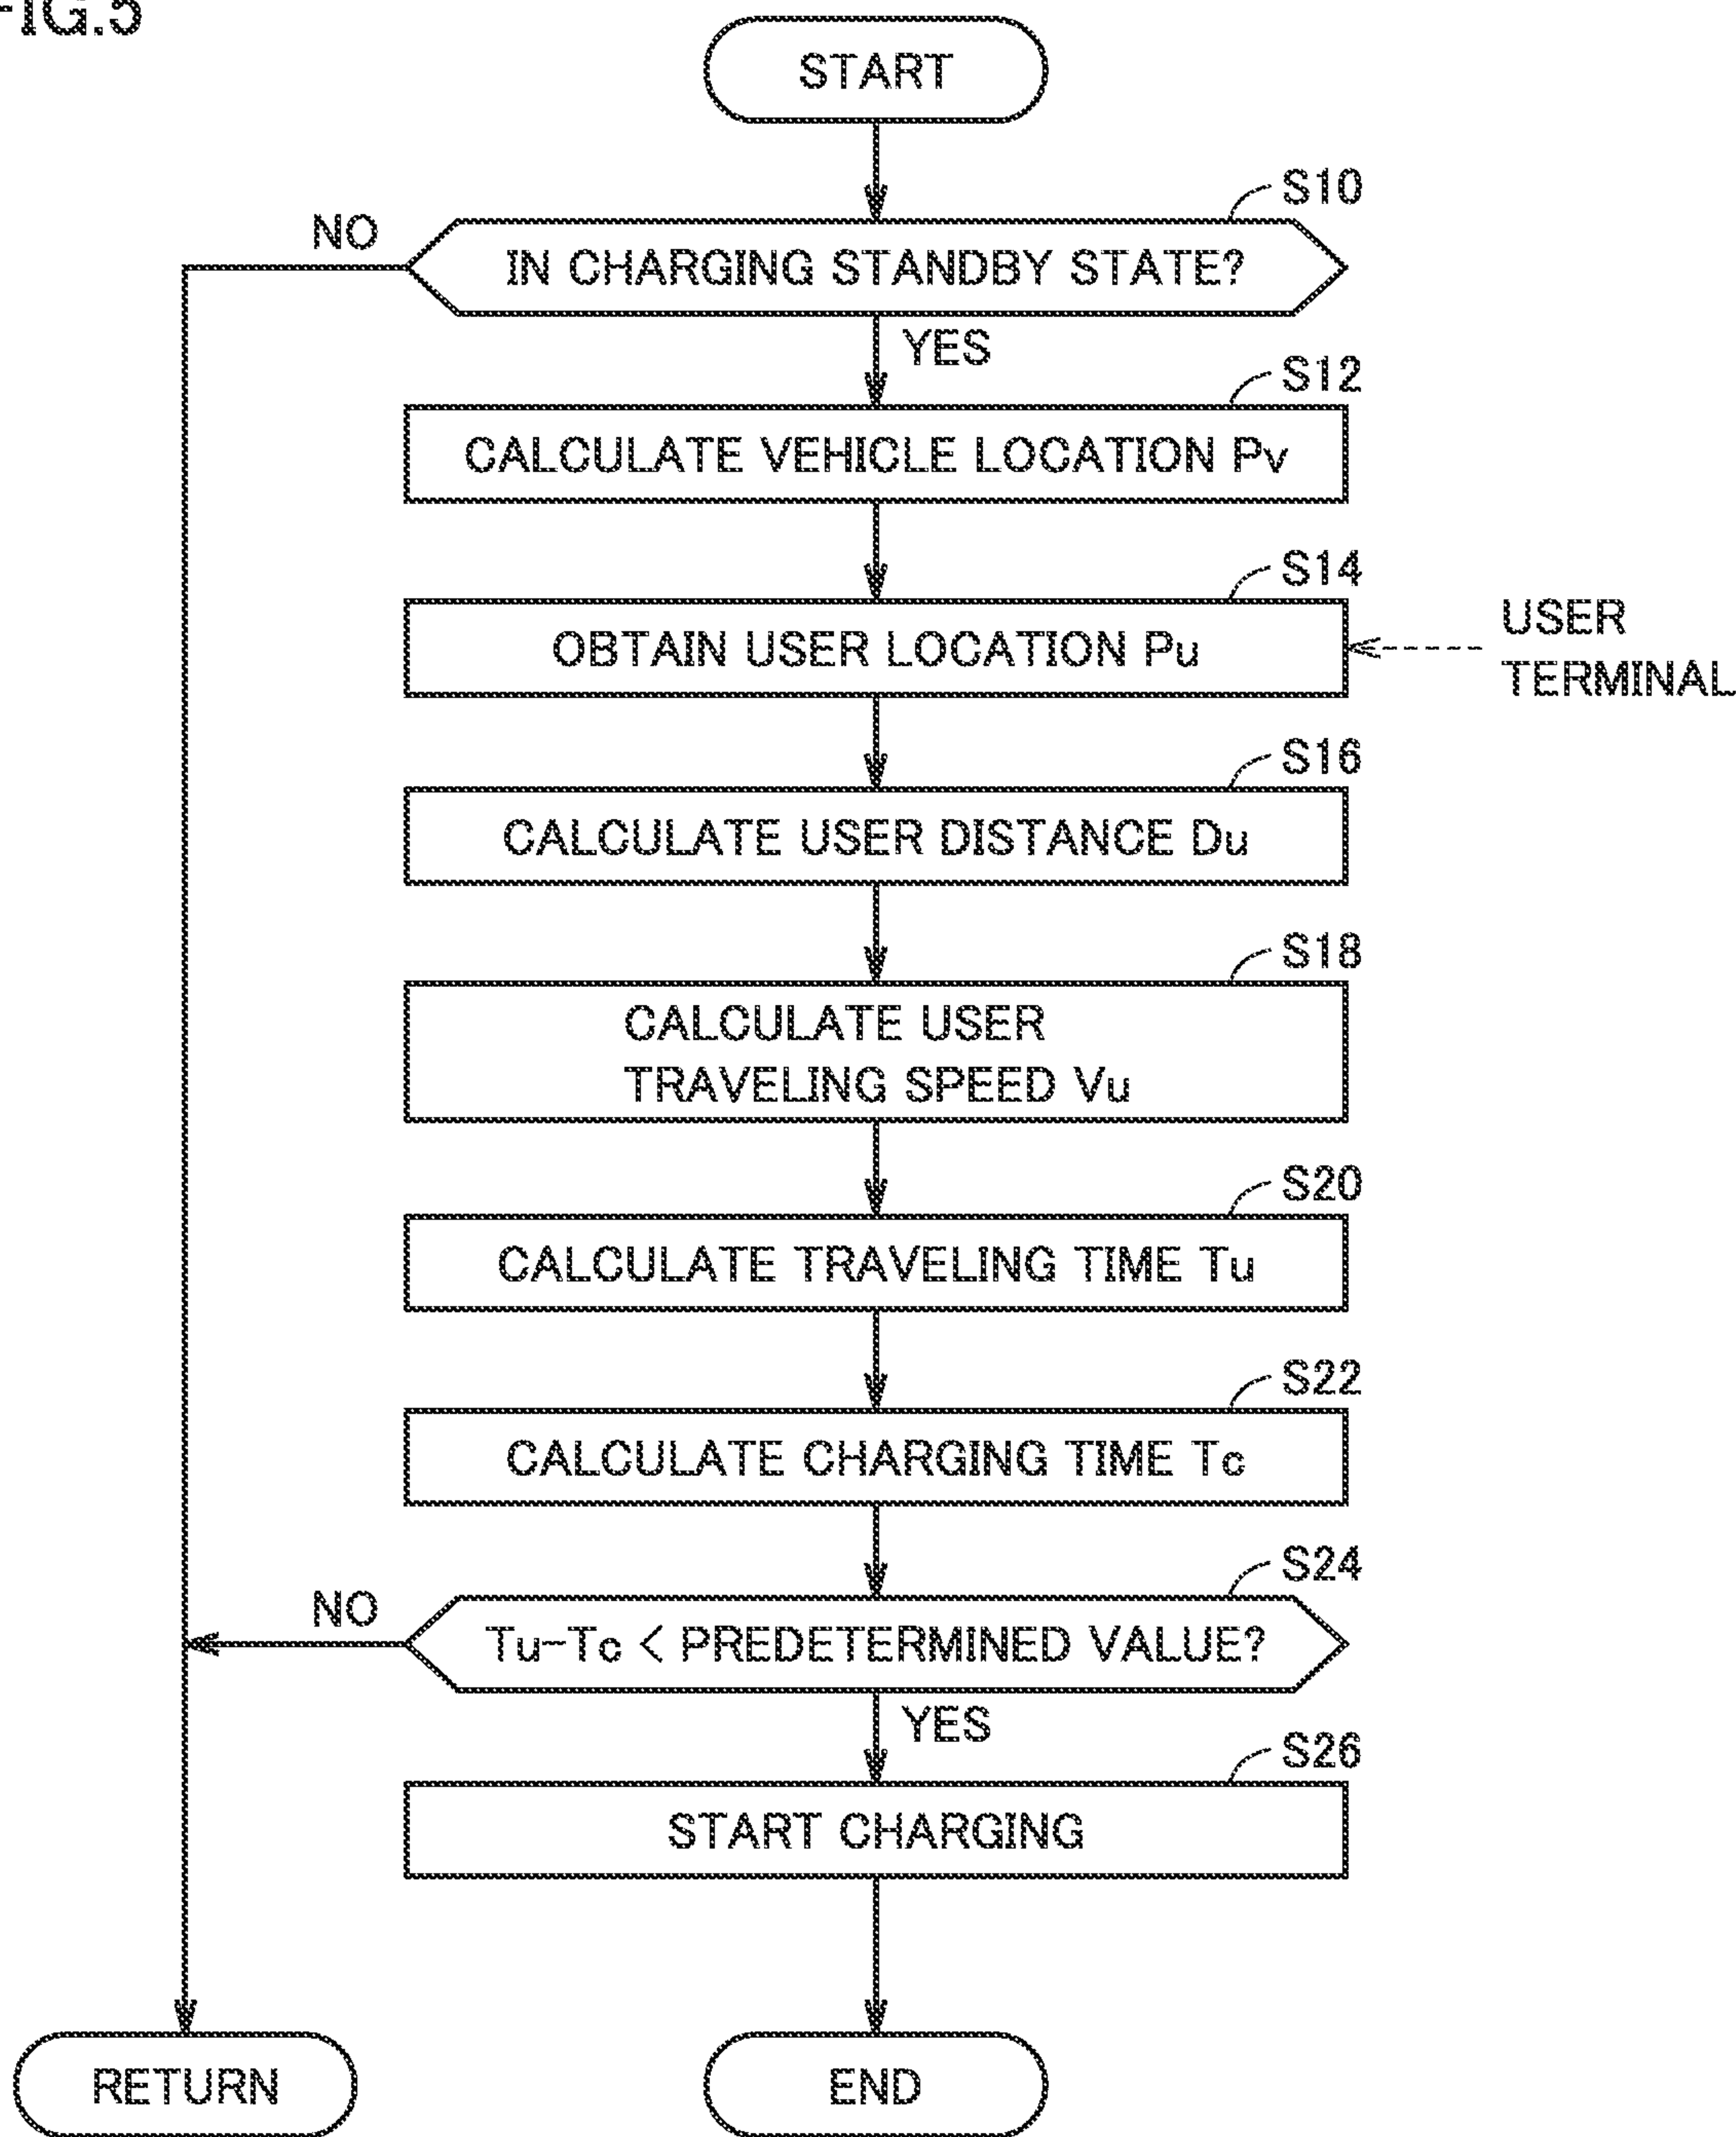 FIG.5
START
S10
NO
IN CHARGING STANDBY STATE?
YES
S12
CALCULATE VEHICLE LOCATION Pv
S14
OBTAIN USER LOCATION Pu
USER
TERMINAL
S16
CALCULATE USER DISTANCE Du
S18
CALCULATE USER
TRAVELING SPEED Vu
S20
CALCULATE TRAVELING TIME Tu
S22
CALCULATE CHARGING TIME Tc
S24
NO
Tu-Tc < PREDETERMINED VALUE?
YES
S26
START CHARGING
RETURN
END